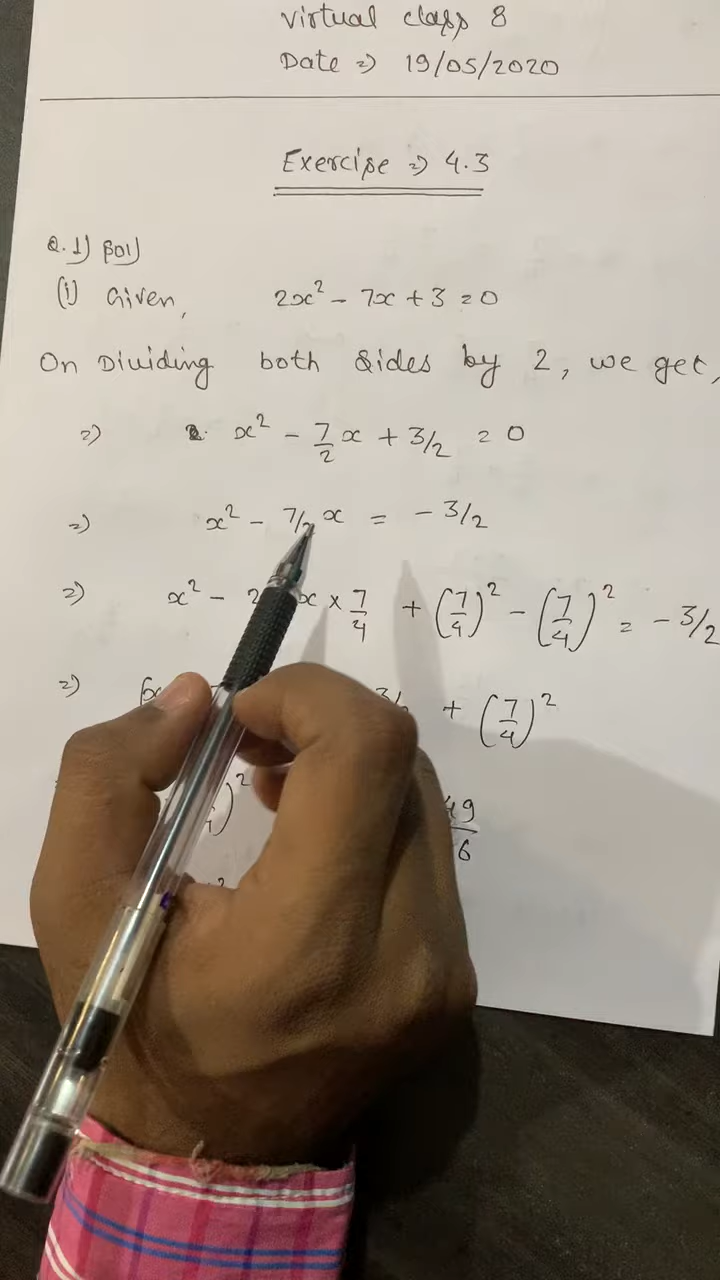 Virtual class 8
Date => 19/05/2020
Exercise => 4.3
Q.1) Sol)
(i) Given, 2x² - 7x + 3 = 0
On Dividing both Sides by 2, we get,
=> x² - 7/2 x + 3/2 = 0
=> x² - 7/2 x = - 3/2
=> x² - 2 x × 7/4 + (7/4)² - (7/4)² = - 3/2
=> + (7/4)²
)² 49